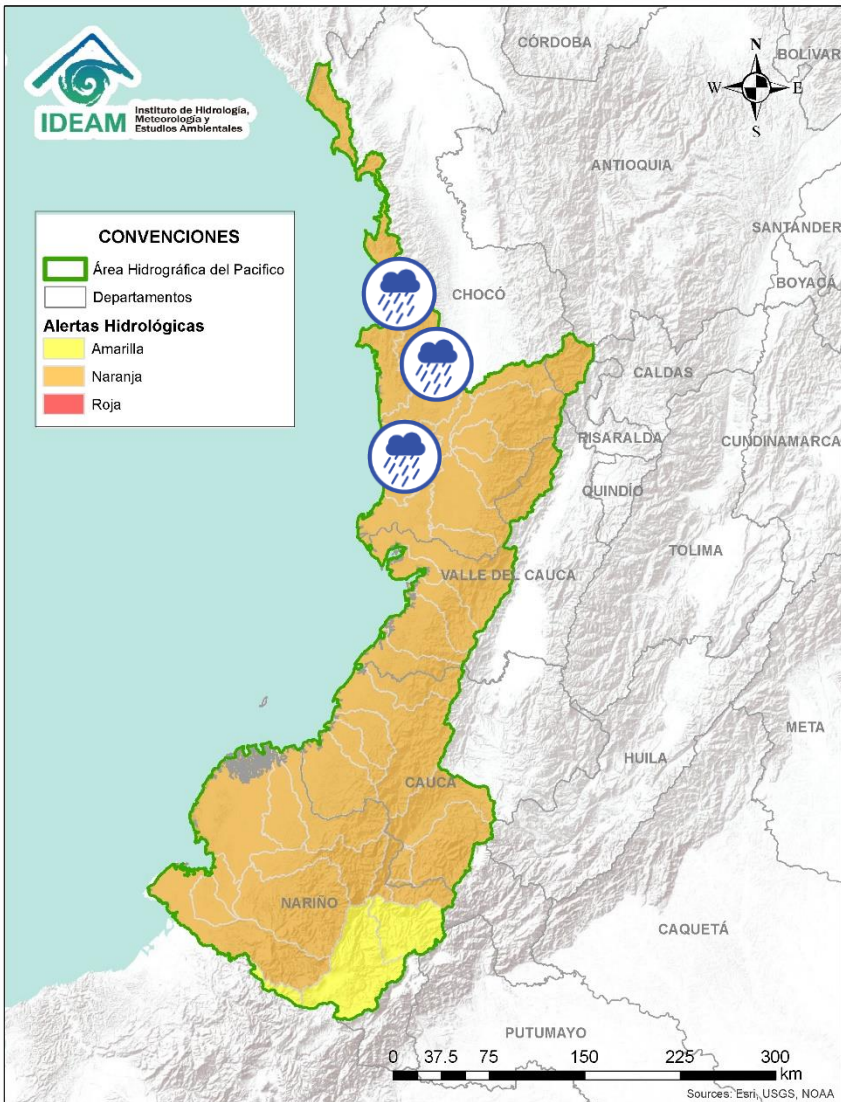 IDEAM
Instituto de Hidrología,
Meteorología y
Estudios Ambientales
CÓRDOBA
BOLÍVAR
N
W
E
S
ANTIOQUIA
SANTANDER
BOYACÁ
CONVENCIONES
Área Hidrográfica del Pacifico
Departamentos
Alertas Hidrológicas
Amarilla
Naranja
Roja
CHOCÓ
CALDAS
RISARALDA
CUNDINAMARCA
QUINDÍO
TOLIMA
VALLE DEL CAUCA
META
HUILA
CAUCA
NARIÑO
CAQUETÁ
PUTUMAYO
0 37.5 75 150 225 300
km
Sources: Esri, USGS, NOAA